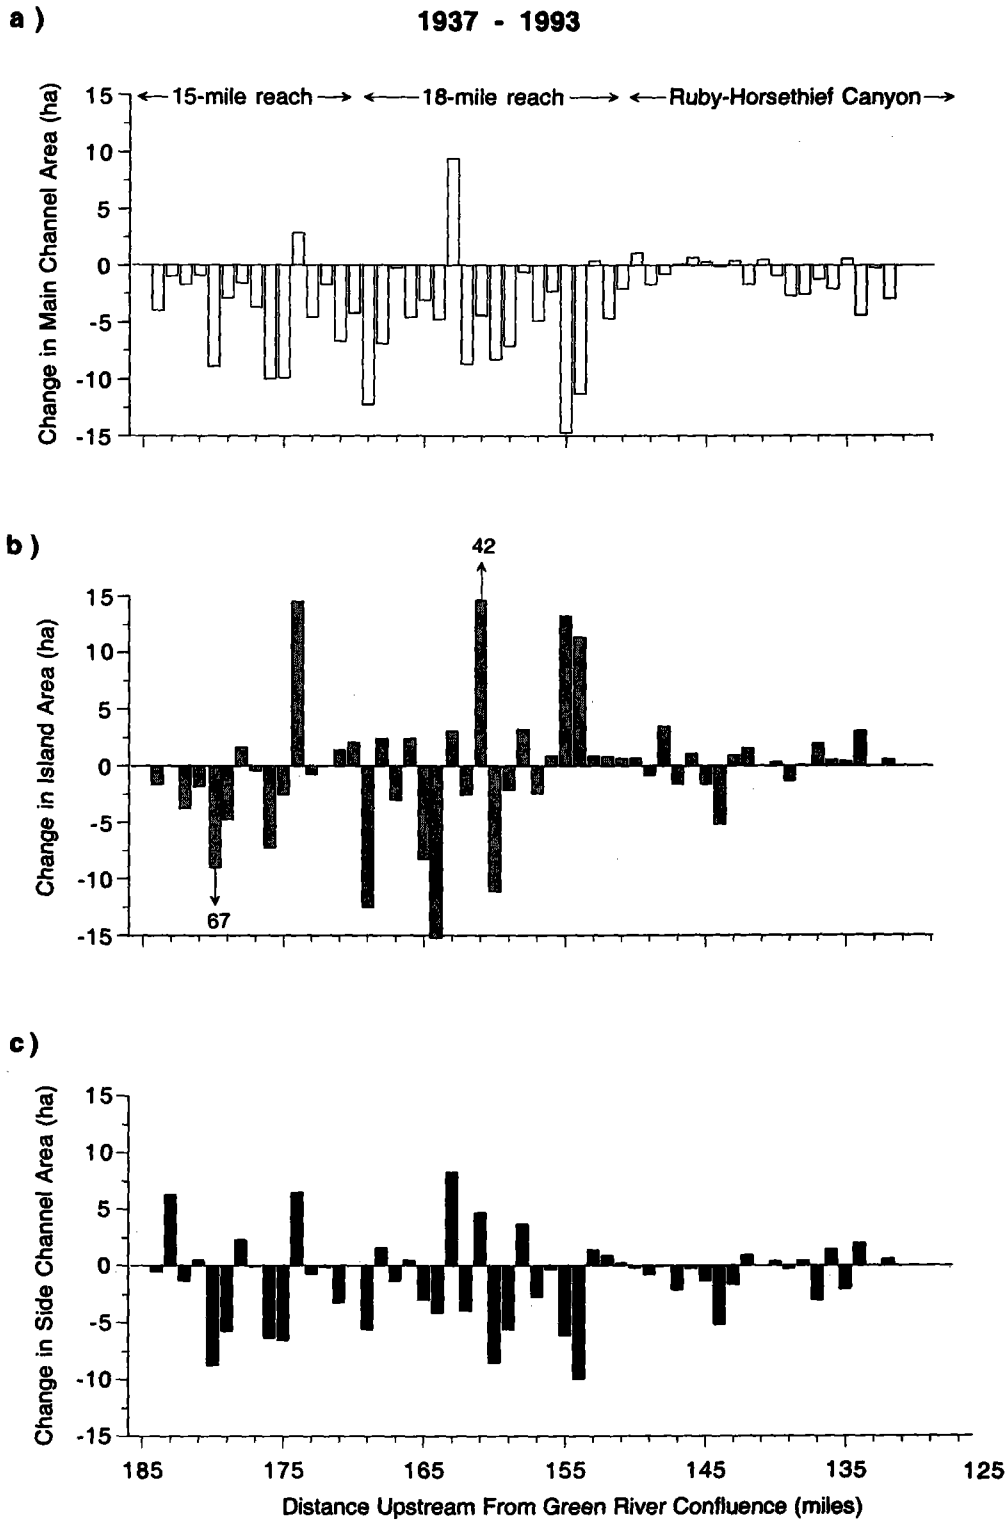 a) 1937 - 1993
15-mile reach 18-mile reach Ruby-Horsethief Canyon
Change in Main Channel Area (ha)
15
10
5
0
-5
-10
-15
b)
42
Change in Island Area (ha)
15
10
5
0
-5
-10
-15
67
c)
Change in Side Channel Area (ha)
15
10
5
0
-5
-10
-15
185 175 165 155 145 135 125
Distance Upstream From Green River Confluence (miles)